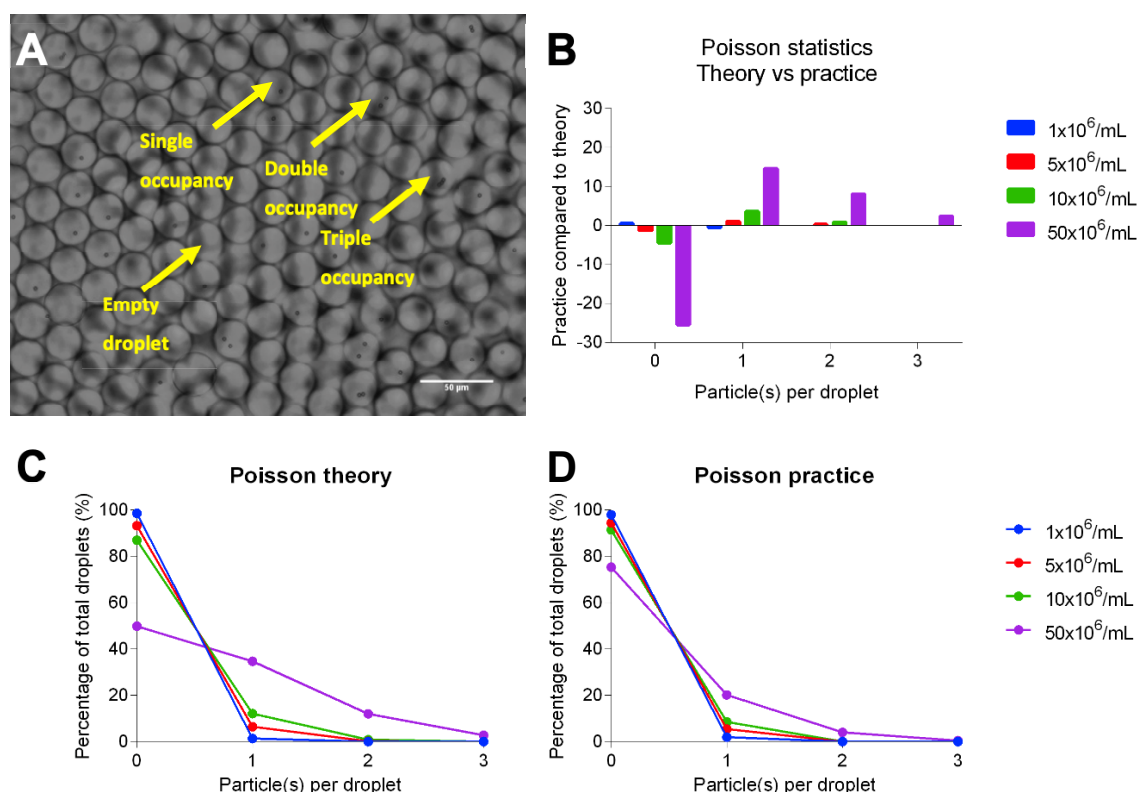 A
Single
occupancy
Double
occupancy
Triple
occupancy
Empty
droplet
50 μm
B
Poisson statistics
Theory vs practice
Practice compared to theory
30
20
10
0
-10
-20
-30
0 1 2 3
Particle(s) per droplet
1x10⁶/mL
5x10⁶/mL
10x10⁶/mL
50x10⁶/mL
C
Poisson theory
Percentage of total droplets (%)
100
80
60
40
20
0
0 1 2 3
Particle(s) per droplet
D
Poisson practice
Percentage of total droplets (%)
100
80
60
40
20
0
0 1 2 3
Particle(s) per droplet
1x10⁶/mL
5x10⁶/mL
10x10⁶/mL
50x10⁶/mL